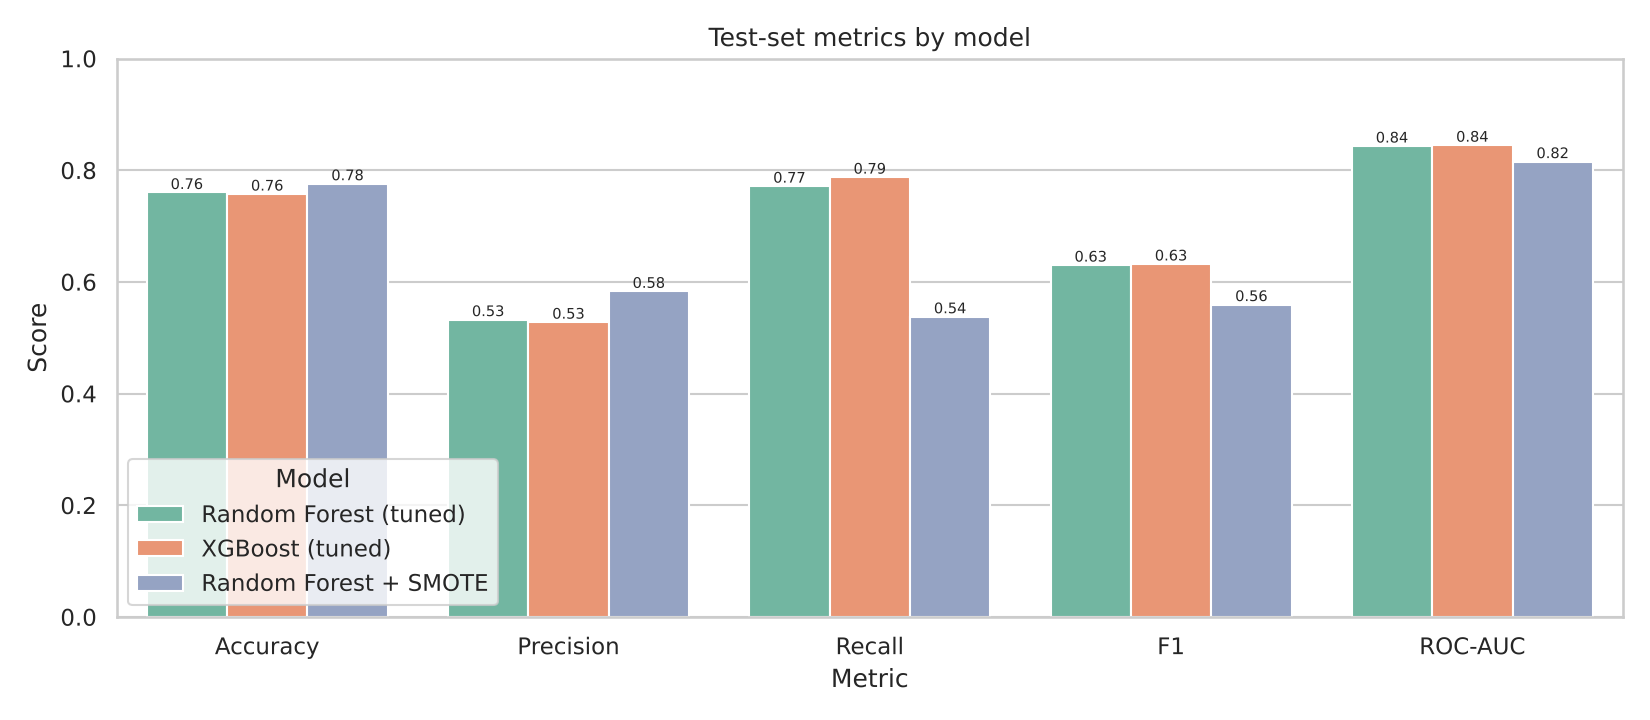 Test-set metrics by model
1.0
0.8
0.6
0.4
0.2
0.0
Score
0.76 0.76 0.78
0.53 0.53 0.58
0.77 0.79 0.54
0.63 0.63 0.56
0.84 0.84 0.82
Model
Random Forest (tuned)
XGBoost (tuned)
Random Forest + SMOTE
Accuracy Precision Recall F1 ROC-AUC
Metric